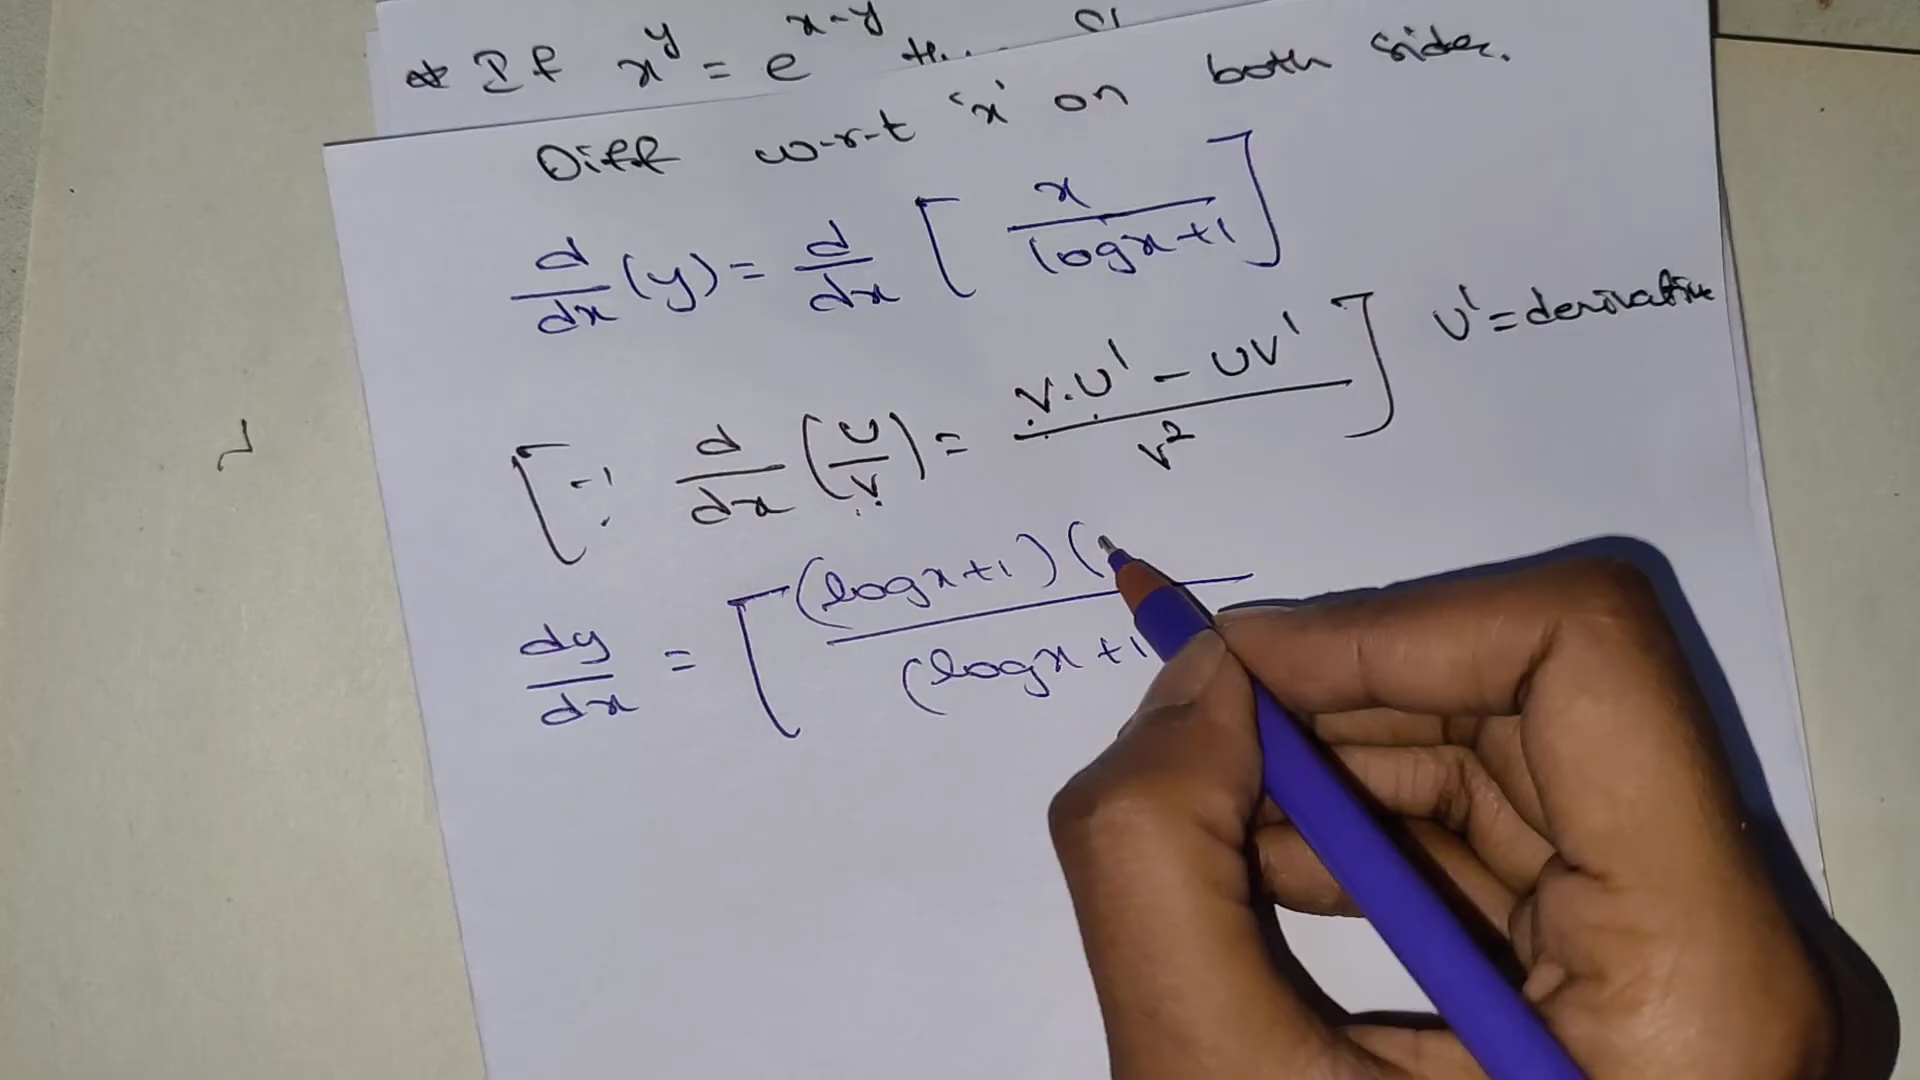 * If x^y = e^(x-y)
Diff w-r-t 'x' on both sides.
d/dx (y) = d/dx [ x / logx+1 ]
[∵ d/dx (U/V) = V.U' - UV' / V² ] U' = derivative
dy/dx = [ (logx+1) ( / (logx+1